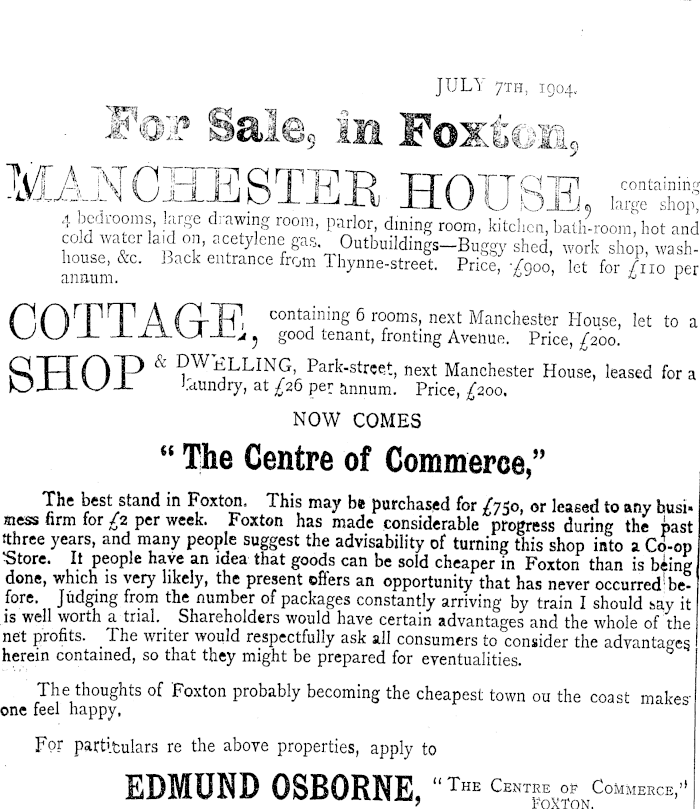 JULY 7TH, 1904.
For Sale, in Foxton,
MANCHESTER HOUSE, containing large shop,
4 bedrooms, large drawing room, parlor, dining room, kitchen, bath-room, hot and
cold water laid on, acetylene gas. Outbuildings—Buggy shed, work shop, wash-
house, &c. Back entrance from Thynne-street. Price, £900, let for £110 per
annum.
COTTAGE, containing 6 rooms, next Manchester House, let to a
good tenant, fronting Avenue. Price, £200.
SHOP & DWELLING, Park-street, next Manchester House, leased for a
laundry, at £26 per annum. Price, £200.
NOW COMES
"The Centre of Commerce,"
The best stand in Foxton. This may be purchased for £750, or leased to any busi-
ness firm for £2 per week. Foxton has made considerable progress during the past
three years, and many people suggest the advisability of turning this shop into a Co-op
Store. It people have an idea that goods can be sold cheaper in Foxton than is being
done, which is very likely, the present offers an opportunity that has never occurred be-
fore. Judging from the number of packages constantly arriving by train I should say it
is well worth a trial. Shareholders would have certain advantages and the whole of the
net profits. The writer would respectfully ask all consumers to consider the advantages
herein contained, so that they might be prepared for eventualities.
The thoughts of Foxton probably becoming the cheapest town ou the coast makes
one feel happy.
For particulars re the above properties, apply to
EDMUND OSBORNE, "THE CENTRE OF COMMERCE,"
FOXTON.